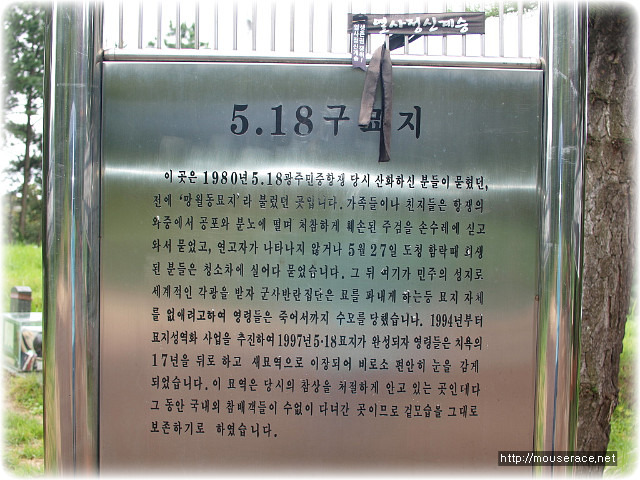 열사정신계승
5.18구묘지
이 곳은 1980년 5.18광주민중항쟁 당시 산화하신 분들이 묻혔던,
전에 '망월동묘지'라 불렸던 곳입니다. 가족들이나 친지들은 항쟁의
와중에서 공포와 분노에 떨며 처참하게 훼손된 주검을 손수레에 싣고
와서 묻었고, 연고자가 나타나지 않거나 5월 27일 도청 함락때 희생
된 분들은 청소차에 실어다 묻었습니다. 그 뒤 여기가 민주의 성지로
세계적인 각광을 받자 군사반란집단은 묘를 파내게 하는등 묘지 자체
를 없애려고하여 영령들은 죽어서까지 수모를 당했습니다. 1994년부터
묘지성역화 사업을 추진하여 1997년 5·18묘지가 완성되자 영령들은 치욕의
17년을 뒤로 하고 새묘역으로 이장되어 비로소 편안히 눈을 감게
되었습니다. 이 묘역은 당시의 참상을 처절하게 안고 있는 곳인데다
그 동안 국내외 참배객들이 수없이 다녀간 곳이므로 겉모습을 그대로
보존하기로 하였습니다.
http://mouserace.net